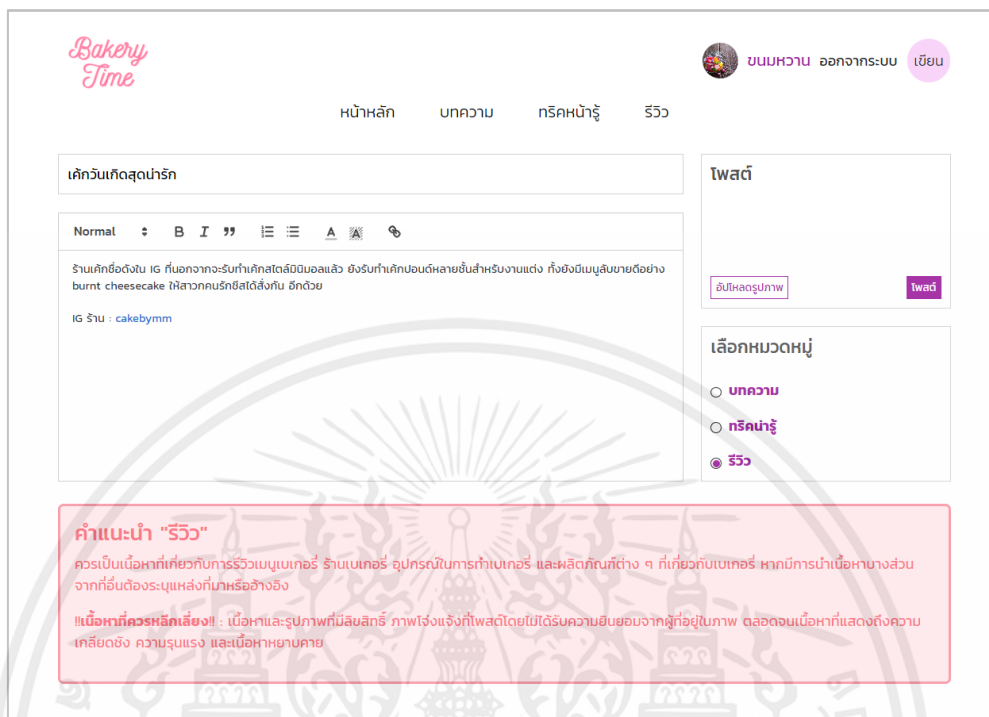 Bakery
Time
ขนมหวาน ออกจากระบบ เขียน
หน้าหลัก บทความ ทริคหน้ารู้ รีวิว
เค้กวันเกิดสุดน่ารัก
Normal B I A A
ร้านเค้กชื่อดังใน IG ที่นอกจากจะรับทำเค้กสไตล์มินิมอลแล้ว ยังรับทำเค้กปอนด์หลายชั้นสำหรับงานแต่ง ทั้งยังมีเมนูลับขายดีอย่าง
burnt cheesecake ให้สาวกคนรักชีสได้สั่งกัน อีกด้วย
IG ร้าน : cakebymm
โพสต์
อัปโหลดรูปภาพ โพสต์
เลือกหมวดหมู่
บทความ
ทริคน่ารู้
รีวิว
คำแนะนำ "รีวิว"
ควรเป็นเนื้อหาที่เกี่ยวกับการรีวิวเมนูเบเกอรี่ ร้านเบเกอรี่ อุปกรณ์ในการทำเบเกอรี่ และผลิตภัณฑ์ต่าง ๆ ที่เกี่ยวกับเบเกอรี่ หากมีการนำเนื้อหาบางส่วน
จากที่อื่นต้องระบุแหล่งที่มาหรืออ้างอิง
!!เนื้อหาที่ควรหลีกเลี่ยง!! : เนื้อหาและรูปภาพที่มีลิขสิทธิ์ ภาพโจ่งแจ้งที่โพสต์โดยไม่ได้รับความยินยอมจากผู้ที่อยู่ในภาพ ตลอดจนเนื้อหาที่แสดงถึงความ
เกลียดชัง ความรุนแรง และเนื้อหาหยาบคาย